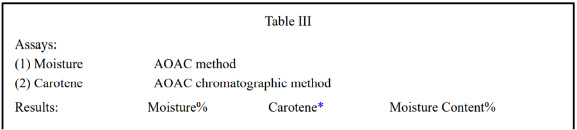 Table III
Assays:
(1) Moisture AOAC method
(2) Carotene AOAC chromatographic method
Results: Moisture% Carotene* Moisture Content%